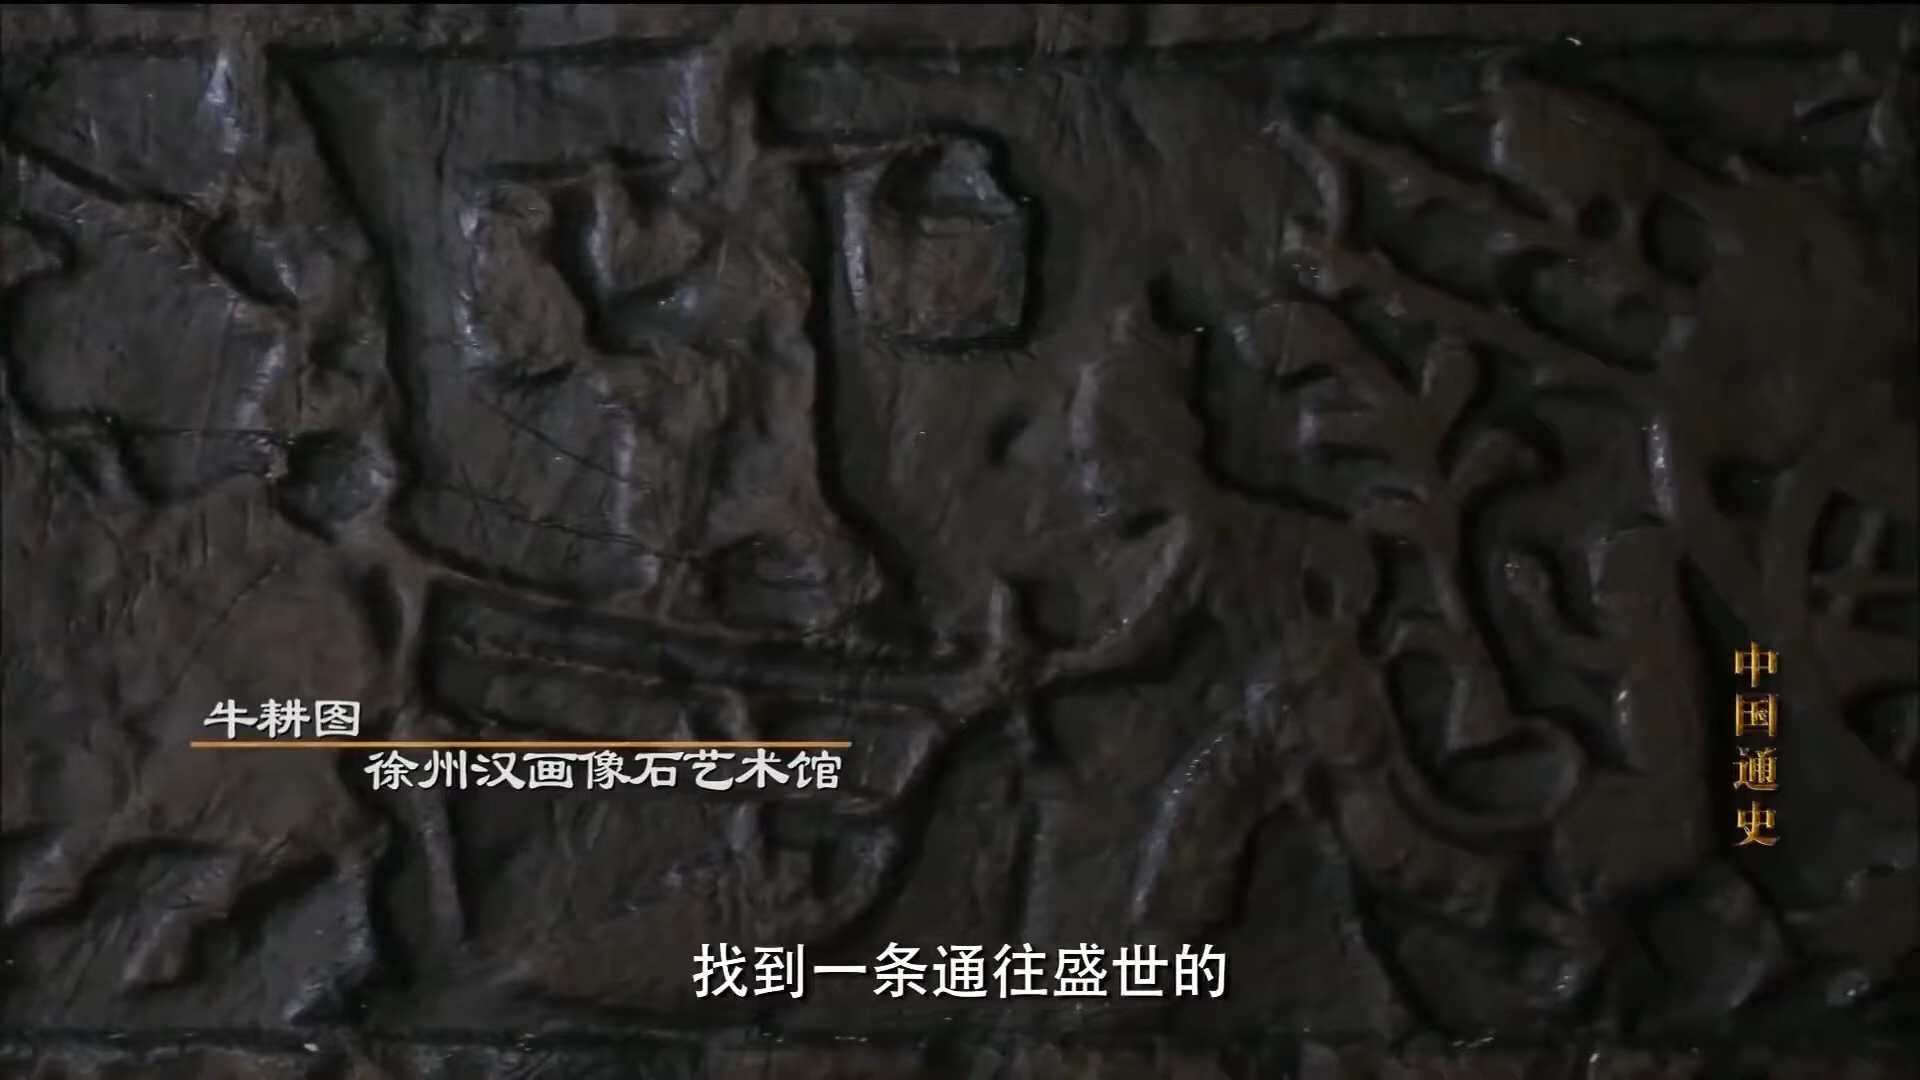 牛耕图
徐州汉画像石艺术馆
中国通史
找到一条通往盛世的